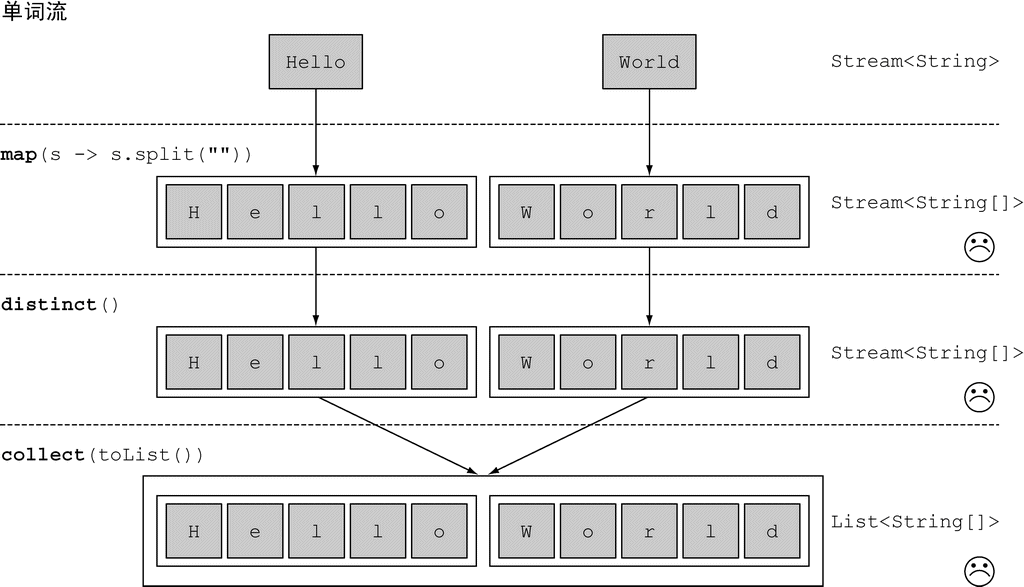 单词流
Hello World Stream<String>
map(s -> s.split(""))
H e l l o W o r l d Stream<String[]>
distinct()
H e l l o W o r l d Stream<String[]>
collect(toList())
H e l l o W o r l d List<String[]>